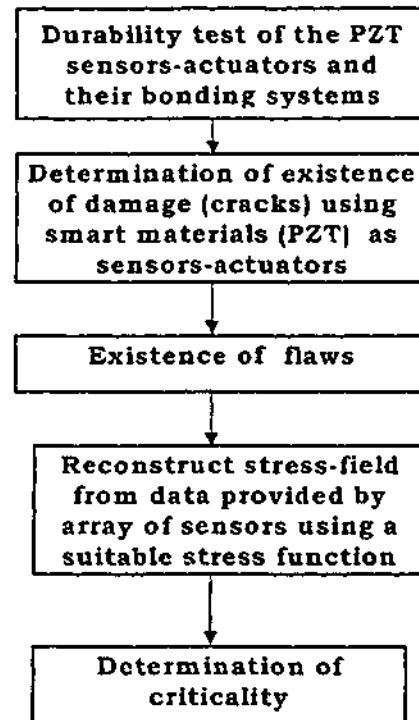 Durability test of the PZT
sensors-actuators and
their bonding systems
Determination of existence
of damage (cracks) using
smart materials (PZT) as
sensors-actuators
Existence of flaws
Reconstruct stress-field
from data provided by
array of sensors using a
suitable stress function
Determination of
criticality